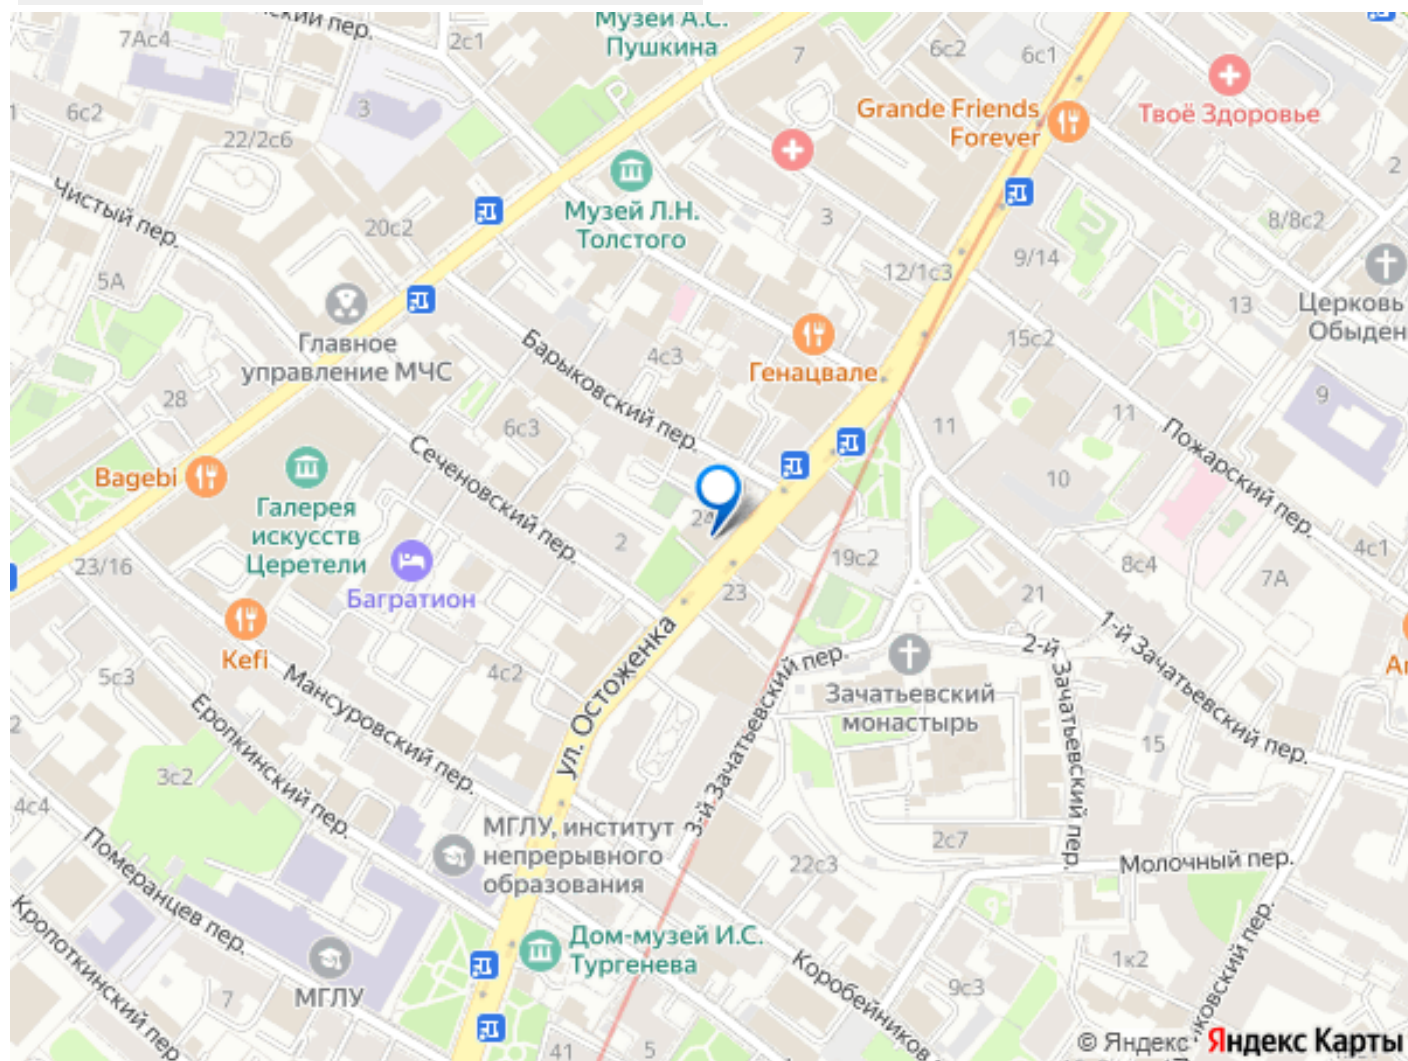 7Ас4
2с1
Музей А.С.
Пушкина
7
6с2
6с1
Grande Friends
Forever
Твоё Здоровье
3
6с2
22/2с6
2
Чистый пер.
Музей Л.Н.
Толстого
3
8/8с2
20с2
9/14
12/1с3
5А
13
Церковь
Обыден
Главное
управление МЧС
Барыковский пер.
4с3
15с2
Генацвале
28
9
6с3
11
11
Сеченовский пер.
Пожарский пер.
Bagebi
10
Галерея
искусств
Церетели
2
23/16
19с2
8с4
4с1
7А
Багратион
23
21
ул. Остоженка
1-й Зачатьевский пер.
2-й Зачатьевский пер.
3-й Зачатьевский пер.
Kefi
5с3
4с2
Зачатьевский
монастырь
Мансуровский пер.
Еропкинский пер.
15
2
3с2
4с4
МГЛУ, институт
непрерывного
образования
2с7
22с3
Молочный пер.
Померанцев пер.
Кропоткинский пер.
Дом-музей И.С.
Тургенева
1к2
9с3
МГЛУ
7
Коробейников
41
5
© Яндекс
Яндекс Карты